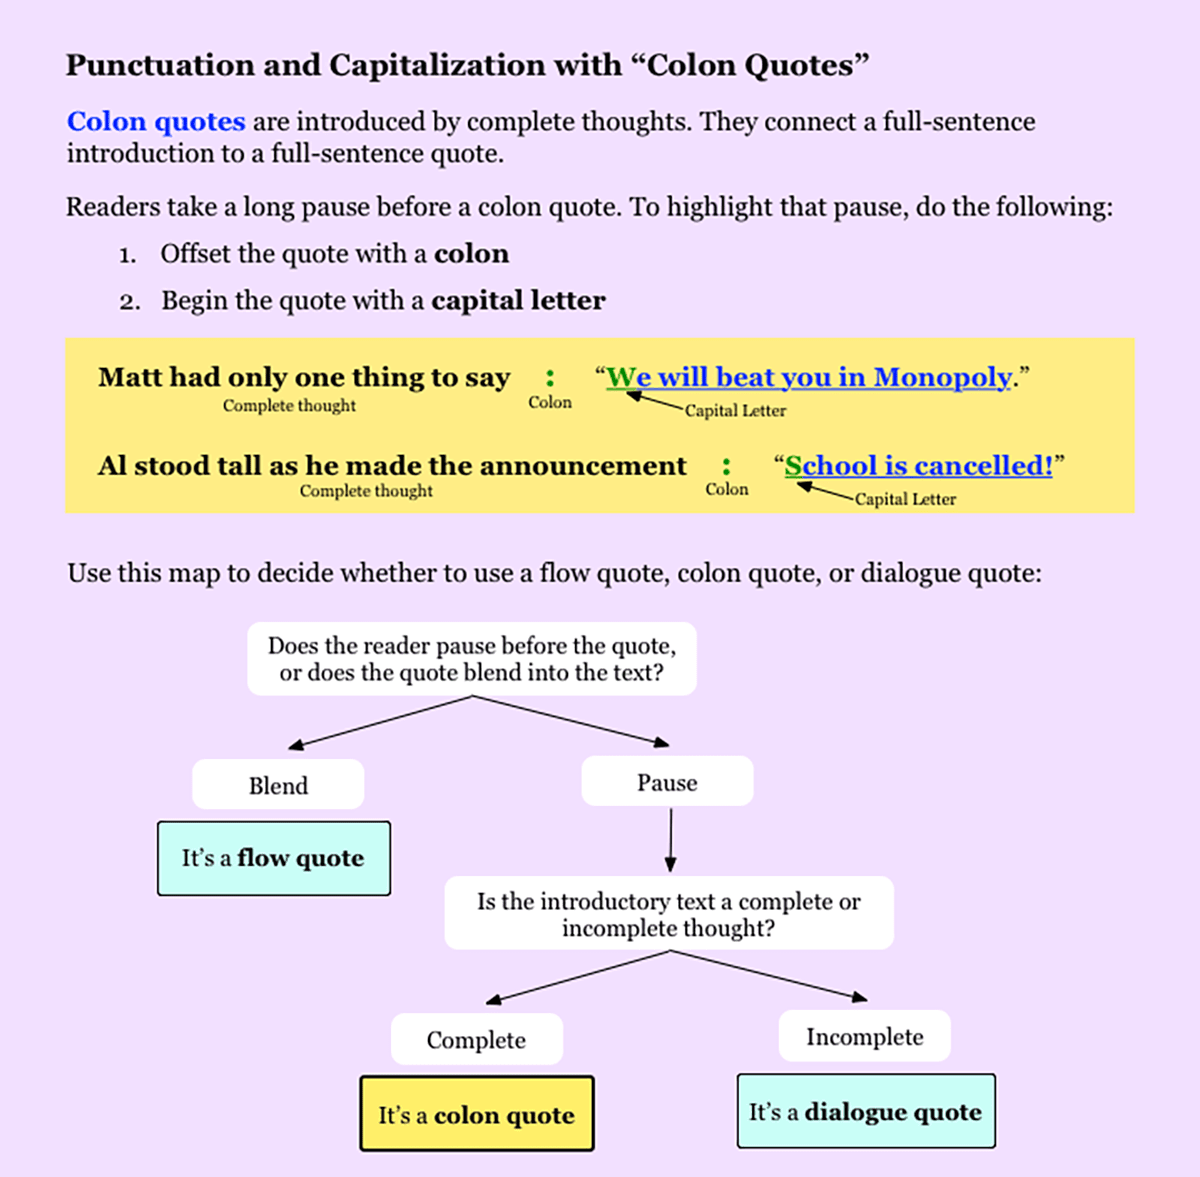 Punctuation and Capitalization with “Colon Quotes”
Colon quotes are introduced by complete thoughts. They connect a full-sentence
introduction to a full-sentence quote.
Readers take a long pause before a colon quote. To highlight that pause, do the following:
1. Offset the quote with a colon
2. Begin the quote with a capital letter
Matt had only one thing to say : “We will beat you in Monopoly.”
Complete thought Colon Capital Letter
Al stood tall as he made the announcement : “School is cancelled!”
Complete thought Colon Capital Letter
Use this map to decide whether to use a flow quote, colon quote, or dialogue quote:
Does the reader pause before the quote,
or does the quote blend into the text?
Blend
Pause
It’s a flow quote
Is the introductory text a complete or
incomplete thought?
Complete
Incomplete
It’s a colon quote
It’s a dialogue quote